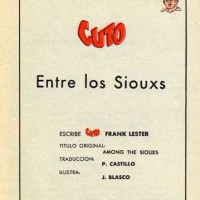 CUTO
Entre los Siouxs
ESCRIBE CUTO FRANK LESTER
TITULO ORIGINAL:
AMONG THE SIOUXS
TRADUCCION:
P. CASTILLO
ILUSTRA:
J. BLASCO